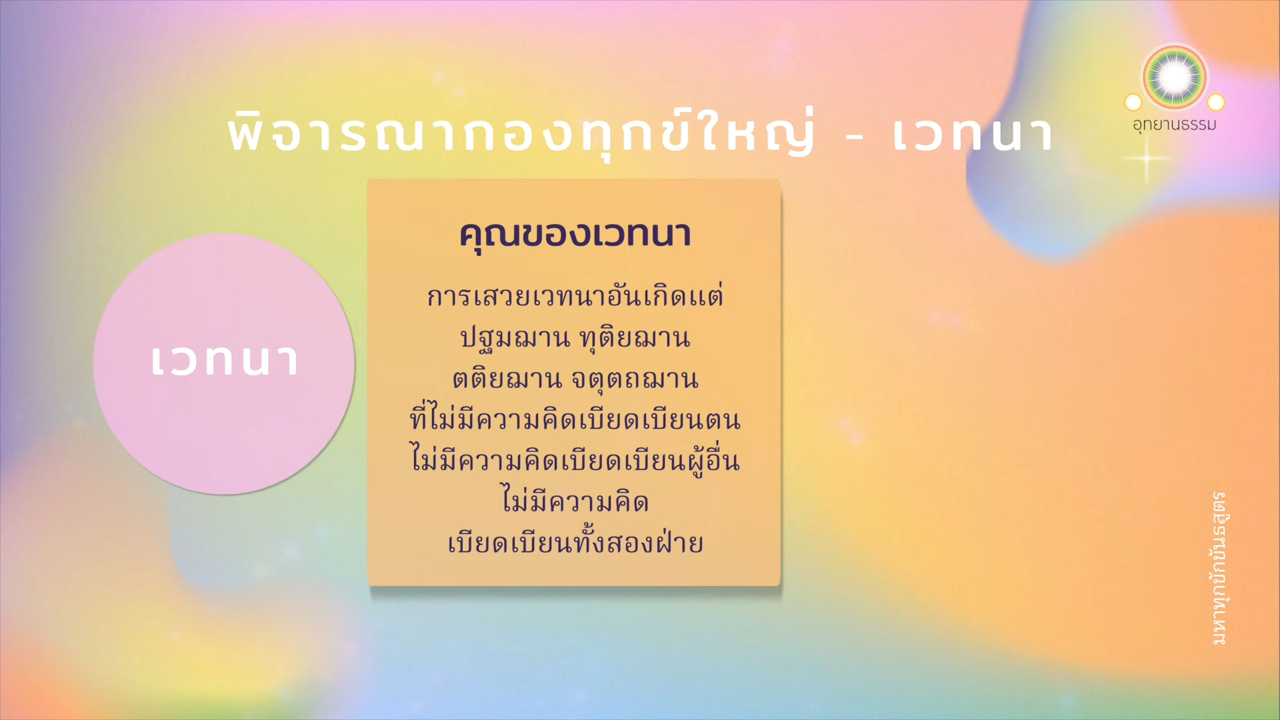 พิจารณากองทุกข์ใหญ่ - เวทนา
อุทยานธรรม
เวทนา
คุณของเวทนา
การเสวยเวทนาอันเกิดแต่
ปฐมฌาน ทุติยฌาน
ตติยฌาน จตุตถฌาน
ที่ไม่มีความคิดเบียดเบียนตน
ไม่มีความคิดเบียดเบียนผู้อื่น
ไม่มีความคิด
เบียดเบียนทั้งสองฝ่าย
มหาทุกขักขันธสูตร